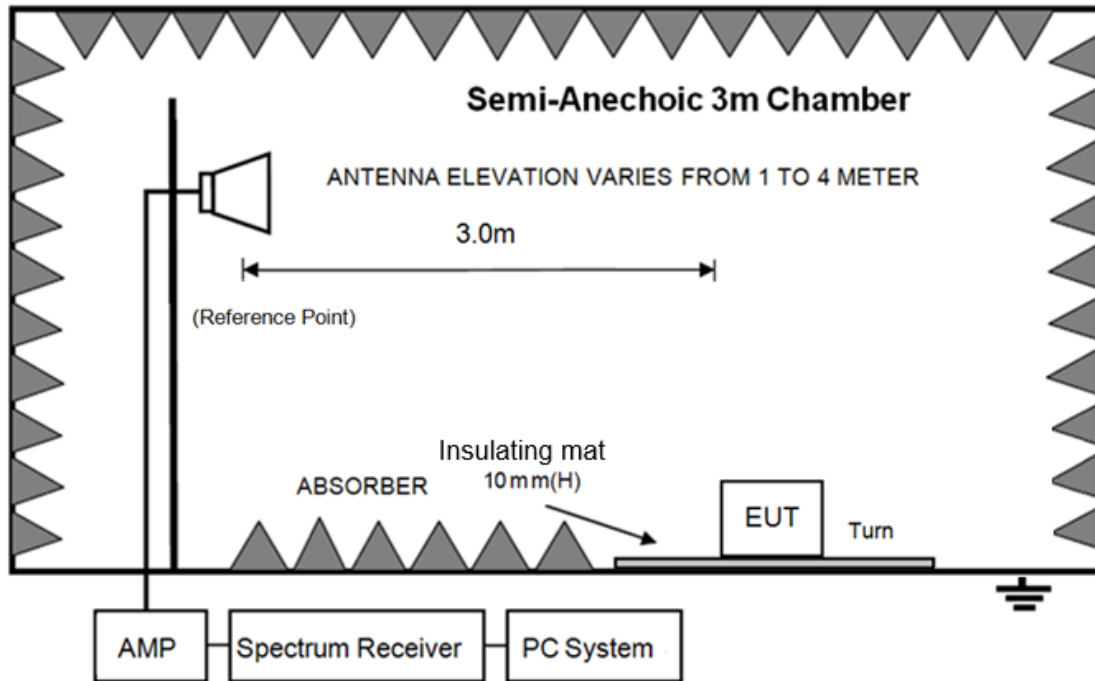 Semi-Anechoic 3m Chamber
ANTENNA ELEVATION VARIES FROM 1 TO 4 METER
3.0m
(Reference Point)
Insulating mat
10mm(H)
ABSORBER
EUT
Turn
AMP
Spectrum Receiver
PC System